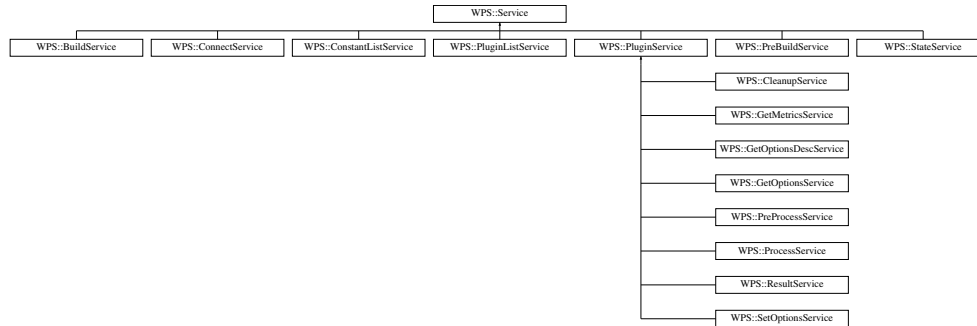 WPS::Service
WPS::BuildService WPS::ConnectService WPS::ConstantListService WPS::PluginListService WPS::PluginService WPS::PreBuildService WPS::StateService
WPS::CleanupService
WPS::GetMetricsService
WPS::GetOptionsDescService
WPS::GetOptionsService
WPS::PreProcessService
WPS::ProcessService
WPS::ResultService
WPS::SetOptionsService